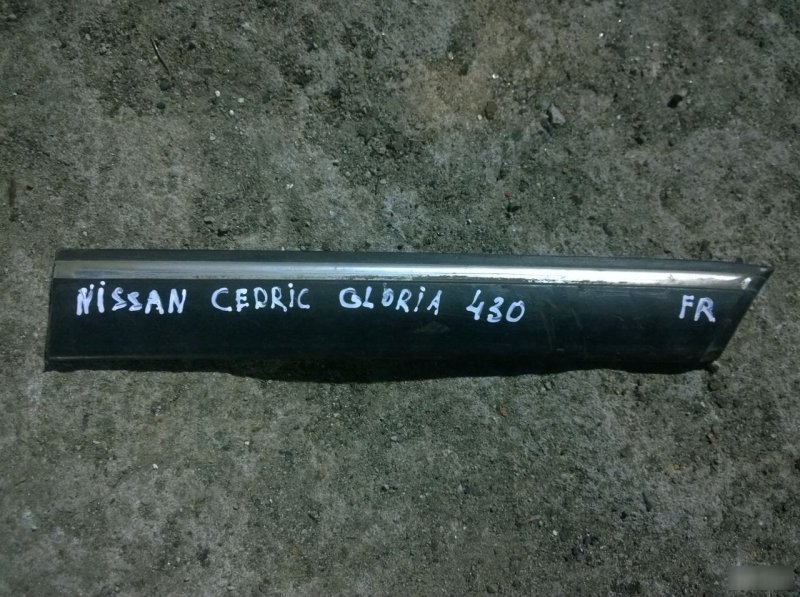 NISSAN CEDRIC GLORIA 430 FR